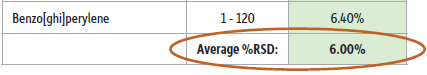 Benzo[ghi]perylene 1 - 120 6.40%
Average %RSD: 6.00%